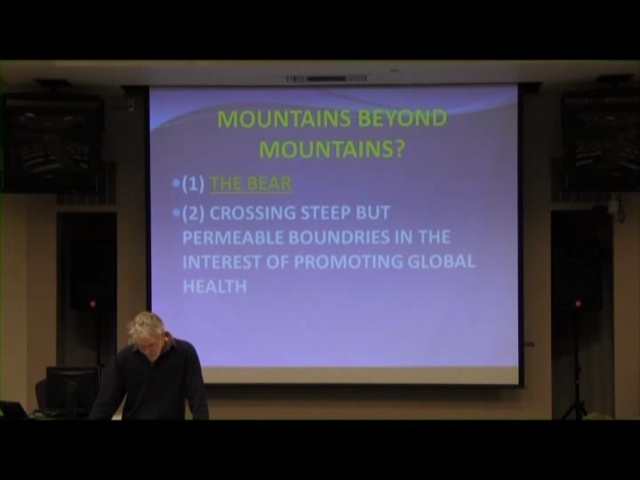 MOUNTAINS BEYOND
MOUNTAINS?
•(1) THE BEAR
•(2) CROSSING STEEP BUT
PERMEABLE BOUNDRIES IN THE
INTEREST OF PROMOTING GLOBAL
HEALTH